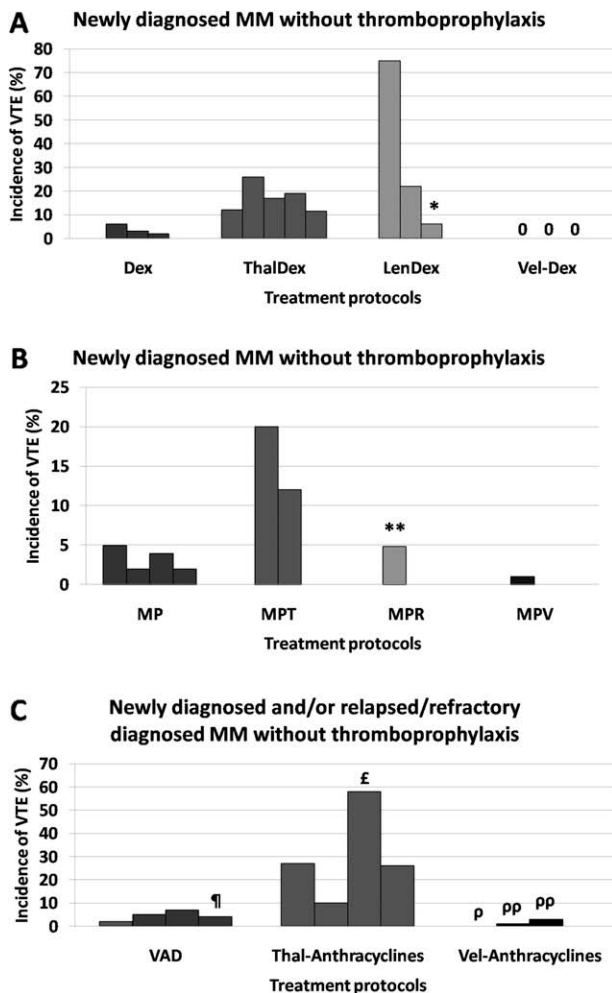 A Newly diagnosed MM without thromboprophylaxis
Incidence of VTE (%)
80
70
60
50
40
30
20
10
0
*
0 0 0
Dex ThalDex LenDex Vel-Dex
Treatment protocols
B Newly diagnosed MM without thromboprophylaxis
Incidence of VTE (%)
25
20
15
10
5
0
**
MP MPT MPR MPV
Treatment protocols
C Newly diagnosed and/or relapsed/refractory
diagnosed MM without thromboprophylaxis
Incidence of VTE (%)
70
60
50
40
30
20
10
0
£
¶
ρ ρρ ρρ
VAD Thal-Anthracyclines Vel-Anthracyclines
Treatment protocols